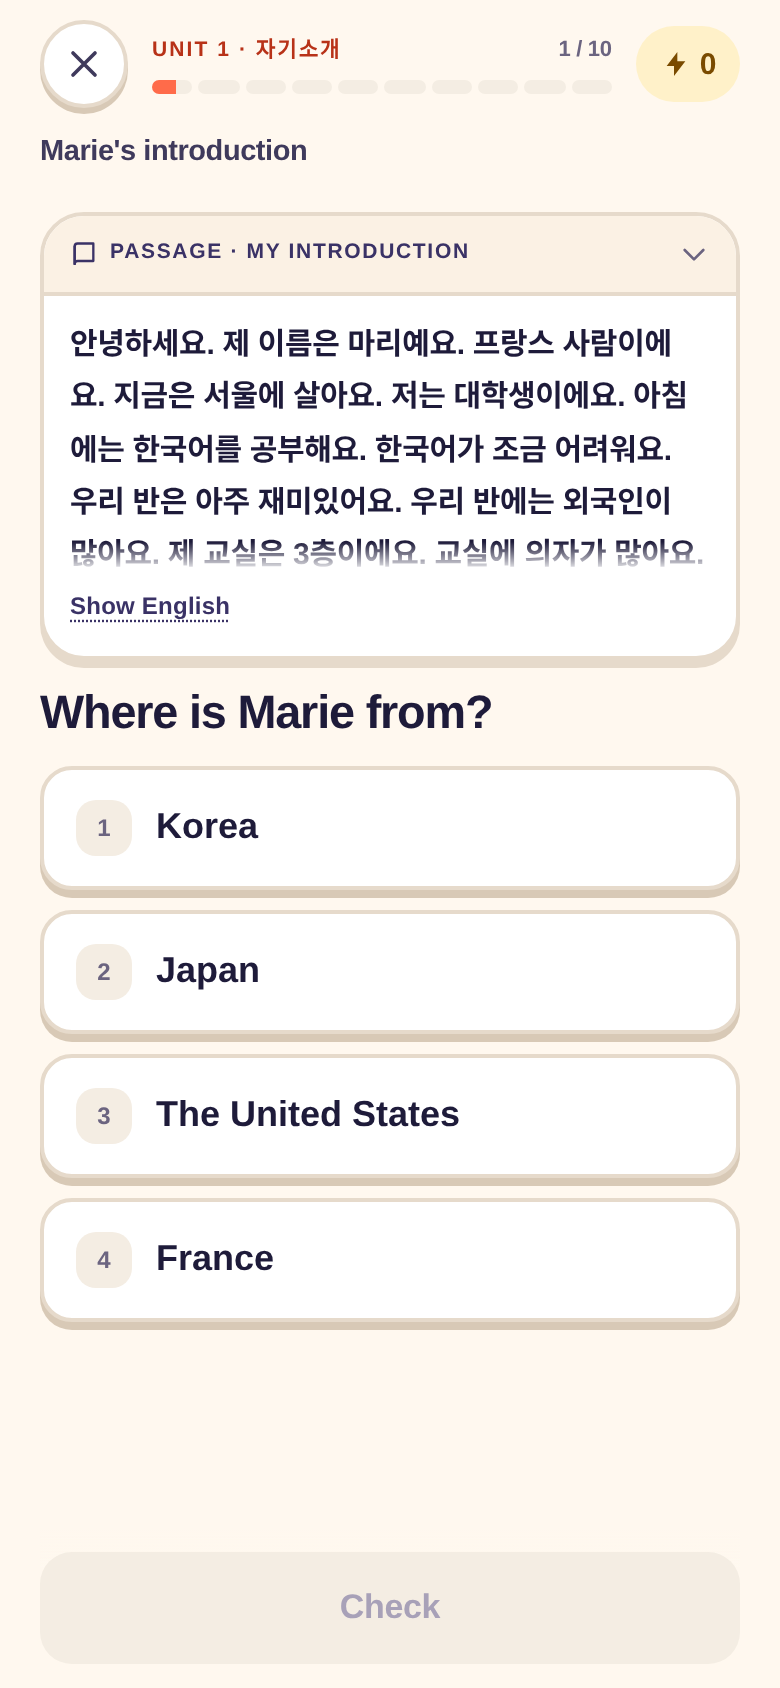 UNIT 1 · 자기소개
1 / 10
0
Marie's introduction
PASSAGE · MY INTRODUCTION
안녕하세요. 제 이름은 마리예요. 프랑스 사람이에
요. 지금은 서울에 살아요. 저는 대학생이에요. 아침
에는 한국어를 공부해요. 한국어가 조금 어려워요.
우리 반은 아주 재미있어요. 우리 반에는 외국인이
많아요. 제 교실은 3층이에요. 교실에 의자가 많아요.
Show English
Where is Marie from?
1 Korea
2 Japan
3 The United States
4 France
Check